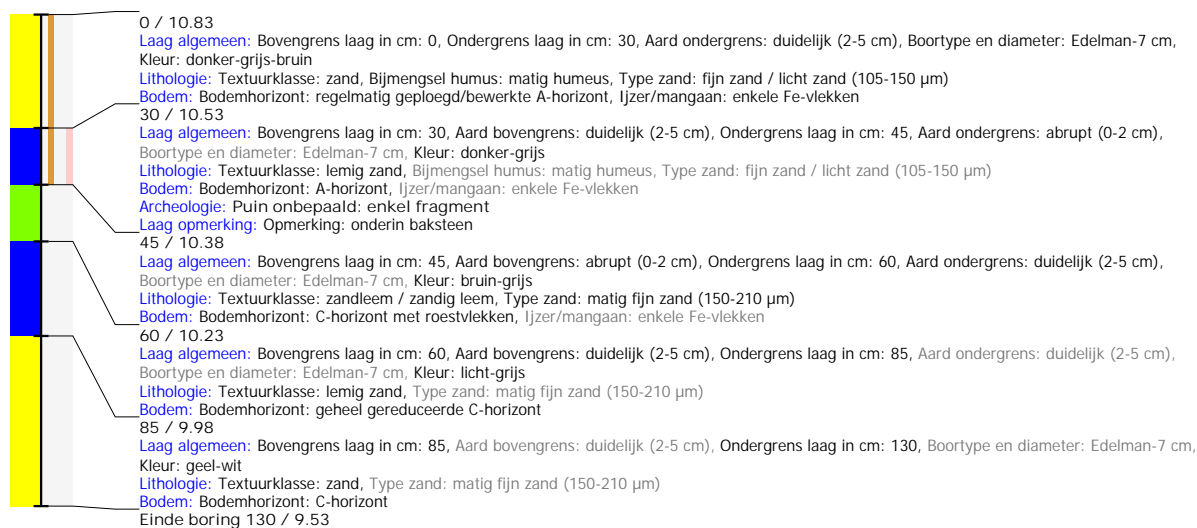 0 / 10.83
Laag algemeen: Bovengrens laag in cm: 0, Ondergrens laag in cm: 30, Aard ondergrens: duidelijk (2-5 cm), Boortype en diameter: Edelman-7 cm,
Kleur: donker-grijs-bruin
Lithologie: Textuurklasse: zand, Bijmengsel humus: matig humeus, Type zand: fijn zand / licht zand (105-150 µm)
Bodem: Bodemhorizont: regelmatig geploegd/bewerkte A-horizont, Ijzer/mangaan: enkele Fe-vlekken
30 / 10.53
Laag algemeen: Bovengrens laag in cm: 30, Aard bovengrens: duidelijk (2-5 cm), Ondergrens laag in cm: 45, Aard ondergrens: abrupt (0-2 cm),
Boortype en diameter: Edelman-7 cm, Kleur: donker-grijs
Lithologie: Textuurklasse: lemig zand, Bijmengsel humus: matig humeus, Type zand: fijn zand / licht zand (105-150 µm)
Bodem: Bodemhorizont: A-horizont, Ijzer/mangaan: enkele Fe-vlekken
Archeologie: Puin onbepaald: enkel fragment
Laag opmerking: Opmerking: onderin baksteen
45 / 10.38
Laag algemeen: Bovengrens laag in cm: 45, Aard bovengrens: abrupt (0-2 cm), Ondergrens laag in cm: 60, Aard ondergrens: duidelijk (2-5 cm),
Boortype en diameter: Edelman-7 cm, Kleur: bruin-grijs
Lithologie: Textuurklasse: zandleem / zandig leem, Type zand: matig fijn zand (150-210 µm)
Bodem: Bodemhorizont: C-horizont met roestvlekken, Ijzer/mangaan: enkele Fe-vlekken
60 / 10.23
Laag algemeen: Bovengrens laag in cm: 60, Aard bovengrens: duidelijk (2-5 cm), Ondergrens laag in cm: 85, Aard ondergrens: duidelijk (2-5 cm),
Boortype en diameter: Edelman-7 cm, Kleur: licht-grijs
Lithologie: Textuurklasse: lemig zand, Type zand: matig fijn zand (150-210 µm)
Bodem: Bodemhorizont: geheel gereduceerde C-horizont
85 / 9.98
Laag algemeen: Bovengrens laag in cm: 85, Aard bovengrens: duidelijk (2-5 cm), Ondergrens laag in cm: 130, Boortype en diameter: Edelman-7 cm,
Kleur: geel-wit
Lithologie: Textuurklasse: zand, Type zand: matig fijn zand (150-210 µm)
Bodem: Bodemhorizont: C-horizont
Einde boring 130 / 9.53